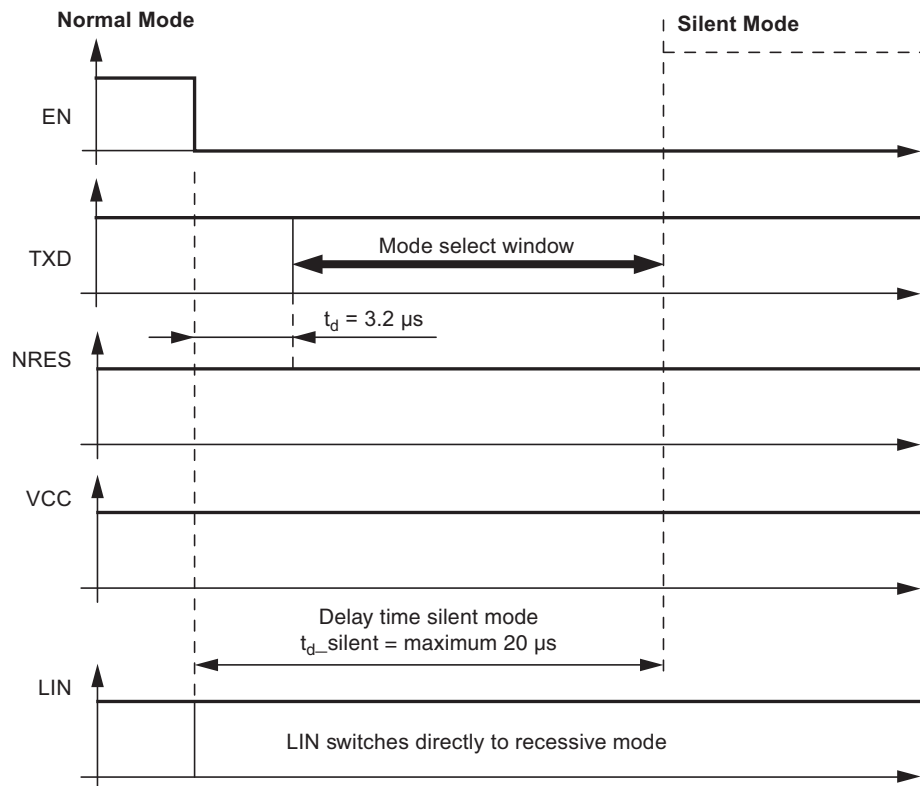 Normal Mode
Silent Mode
EN
TXD
Mode select window
t_d = 3.2 µs
NRES
VCC
Delay time silent mode
t_d_silent = maximum 20 µs
LIN
LIN switches directly to recessive mode